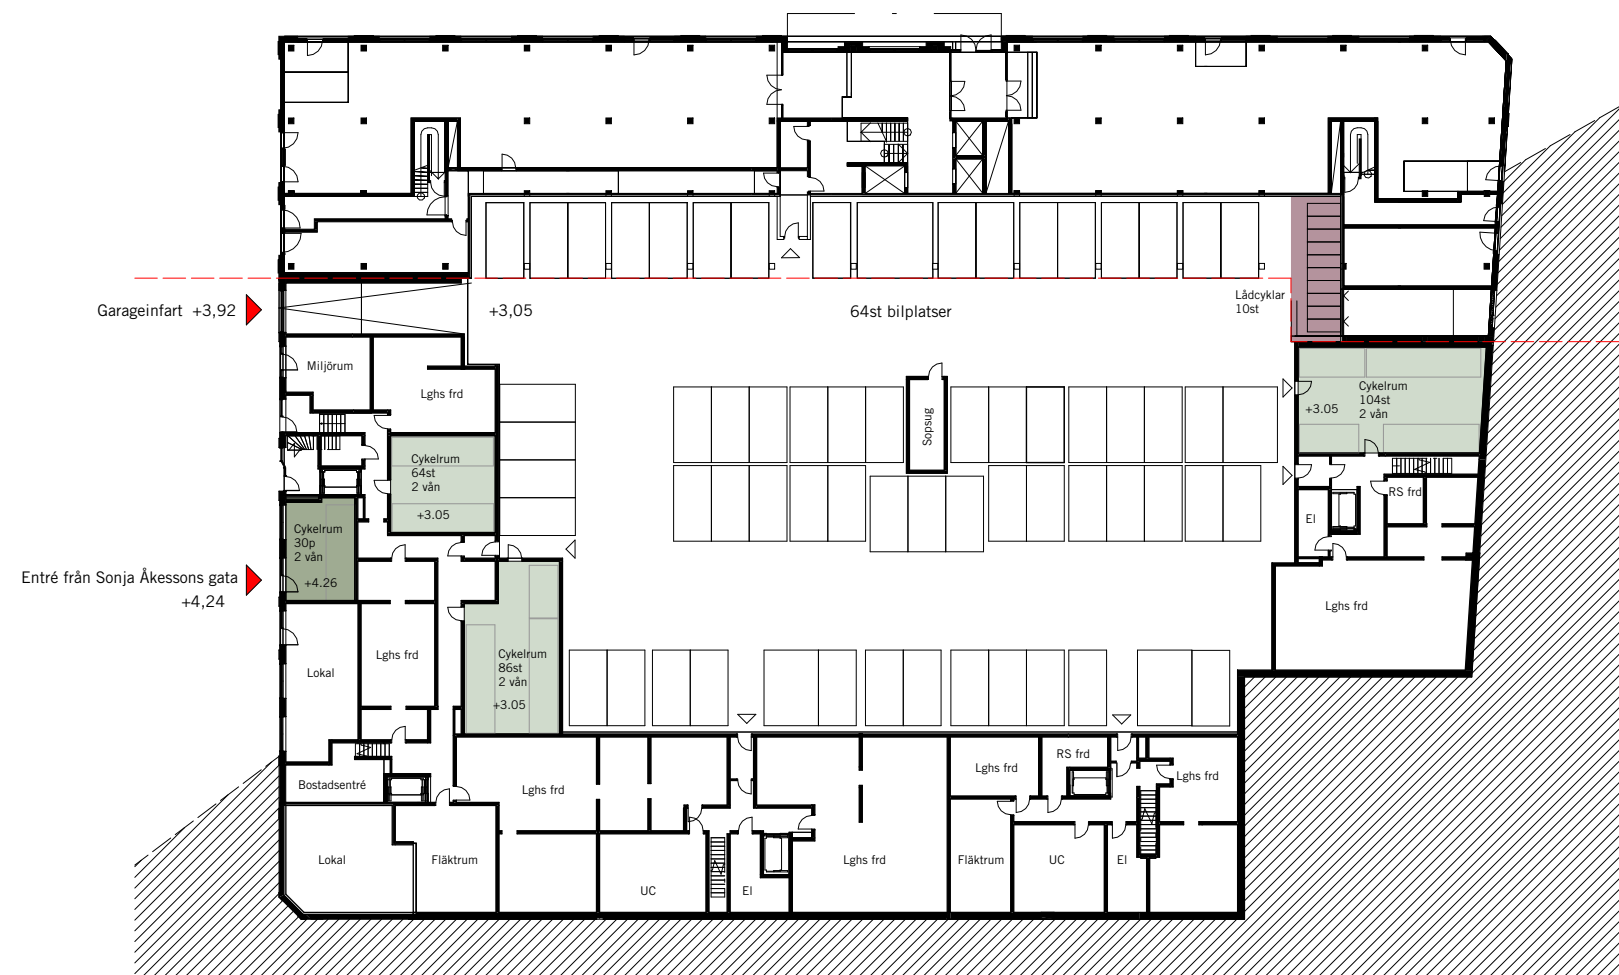 Garageinfart +3,92
+3,05
64st bilplatser
Lådcyklar
10st
Miljörum
Lghs frd
Sopsug
Cykelrum
104st
2 vån
+3.05
Cykelrum
64st
2 vån
+3.05
RS frd
El
Cykelrum
30p
2 vån
+4.26
Entré från Sonja Åkessons gata
+4,24
Lghs frd
Lokal
Lghs frd
Cykelrum
86st
2 vån
+3.05
Bostadsentré
Lghs frd
Lghs frd
RS frd
Lghs frd
Lokal
Fläktrum
UC
El
Lghs frd
Fläktrum
UC
El